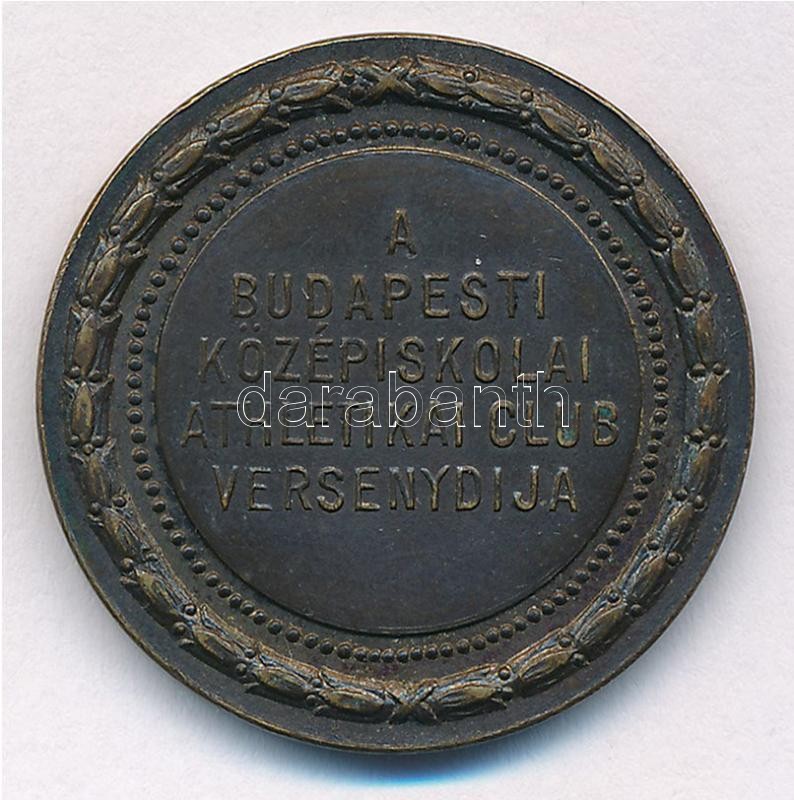 A
BUDAPESTI
KÖZÉPISKOLAI
ATHLETIKAI CLUB
VERSENYDIJA
darabanth